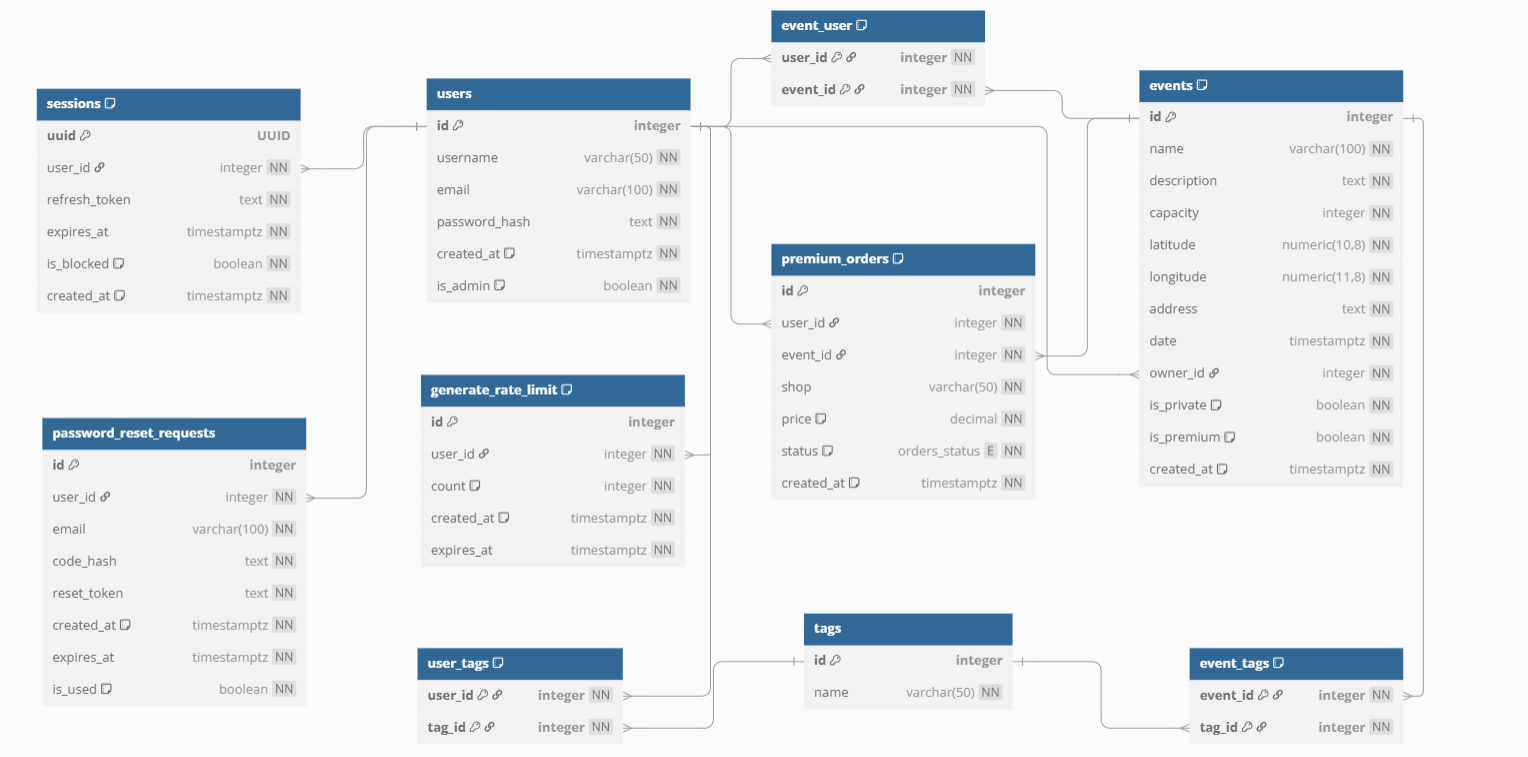 event_user
user_id integer NN
event_id integer NN
sessions
uuid UUID
user_id integer NN
refresh_token text NN
expires_at timestamptz NN
is_blocked boolean NN
created_at timestamptz NN
users
id integer
username varchar(50) NN
email varchar(100) NN
password_hash text NN
created_at timestamptz NN
is_admin boolean NN
events
id integer
name varchar(100) NN
description text NN
capacity integer NN
latitude numeric(10,8) NN
longitude numeric(11,8) NN
address text NN
date timestamptz NN
owner_id integer NN
is_private boolean NN
is_premium boolean NN
created_at timestamptz NN
premium_orders
id integer
user_id integer NN
event_id integer NN
shop varchar(50) NN
price decimal NN
status orders_status E NN
created_at timestamptz NN
generate_rate_limit
id integer
user_id integer NN
count integer NN
created_at timestamptz NN
expires_at timestamptz NN
password_reset_requests
id integer
user_id integer NN
email varchar(100) NN
code_hash text NN
reset_token text NN
created_at timestamptz NN
expires_at timestamptz NN
is_used boolean NN
user_tags
user_id integer NN
tag_id integer NN
tags
id integer
name varchar(50) NN
event_tags
event_id integer NN
tag_id integer NN